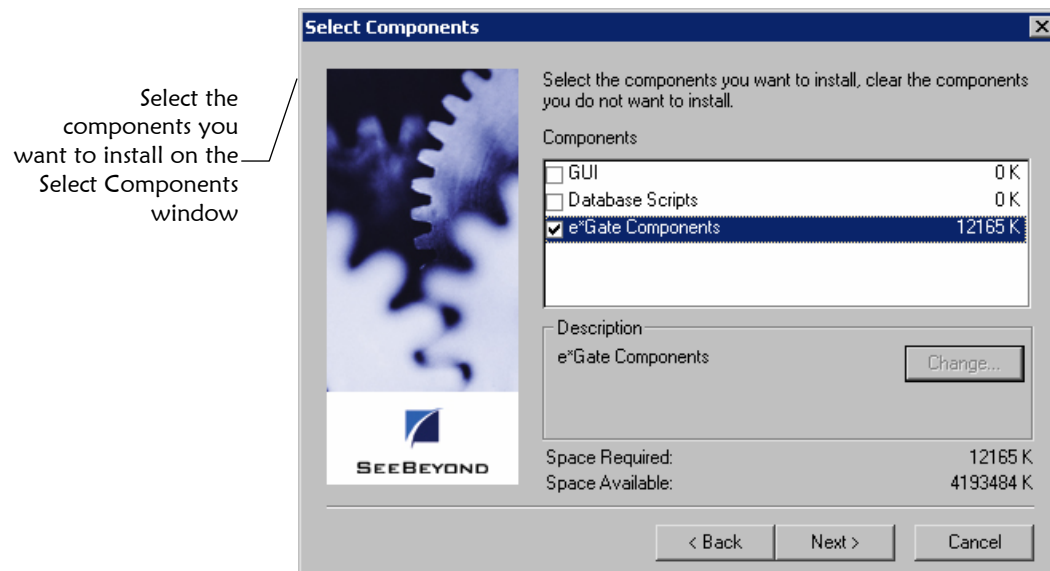 Select Components
Select the
components you
want to install on the
Select Components
window
Select the components you want to install, clear the components
you do not want to install.
Components
GUI 0 K
Database Scripts 0 K
e*Gate Components 12165 K
Description
e*Gate Components
Change...
SEEBEYOND
Space Required: 12165 K
Space Available: 4193484 K
< Back
Next >
Cancel